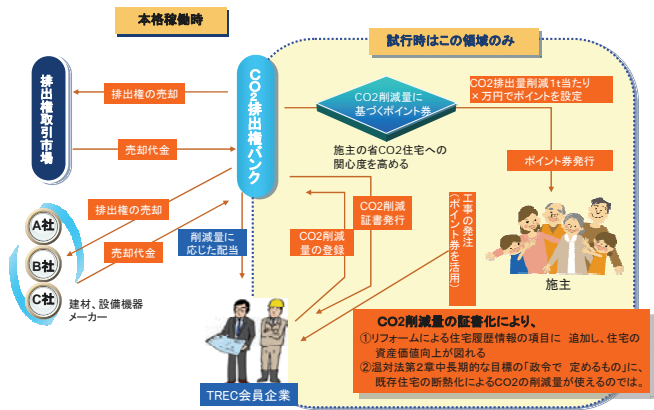 本格稼働時
試行時はこの領域のみ
排出権取引市場
排出権の売却
売却代金
CO2排出権バンク
CO2削減量に
基づくポイント券
施主の省CO2住宅への
関心度を高める
CO2排出量削減1t当たり
×万円でポイントを設定
ポイント券発行
施主
排出権の売却
売却代金
A社
B社
C社
建材、設備機器
メーカー
削減量に
応じた配当
CO2削減
量の登録
CO2削減
証書発行
工事の発注
（ポイント券を活用）
TREC会員企業
CO2削減量の証書化により、
①リフォームによる住宅履歴情報の項目に 追加し、住宅の
資産価値向上が図れる
②温対法第2章中長期的な目標の「政令で 定めるもの」に、
既存住宅の断熱化によるCO2の削減量が使えるのでは。